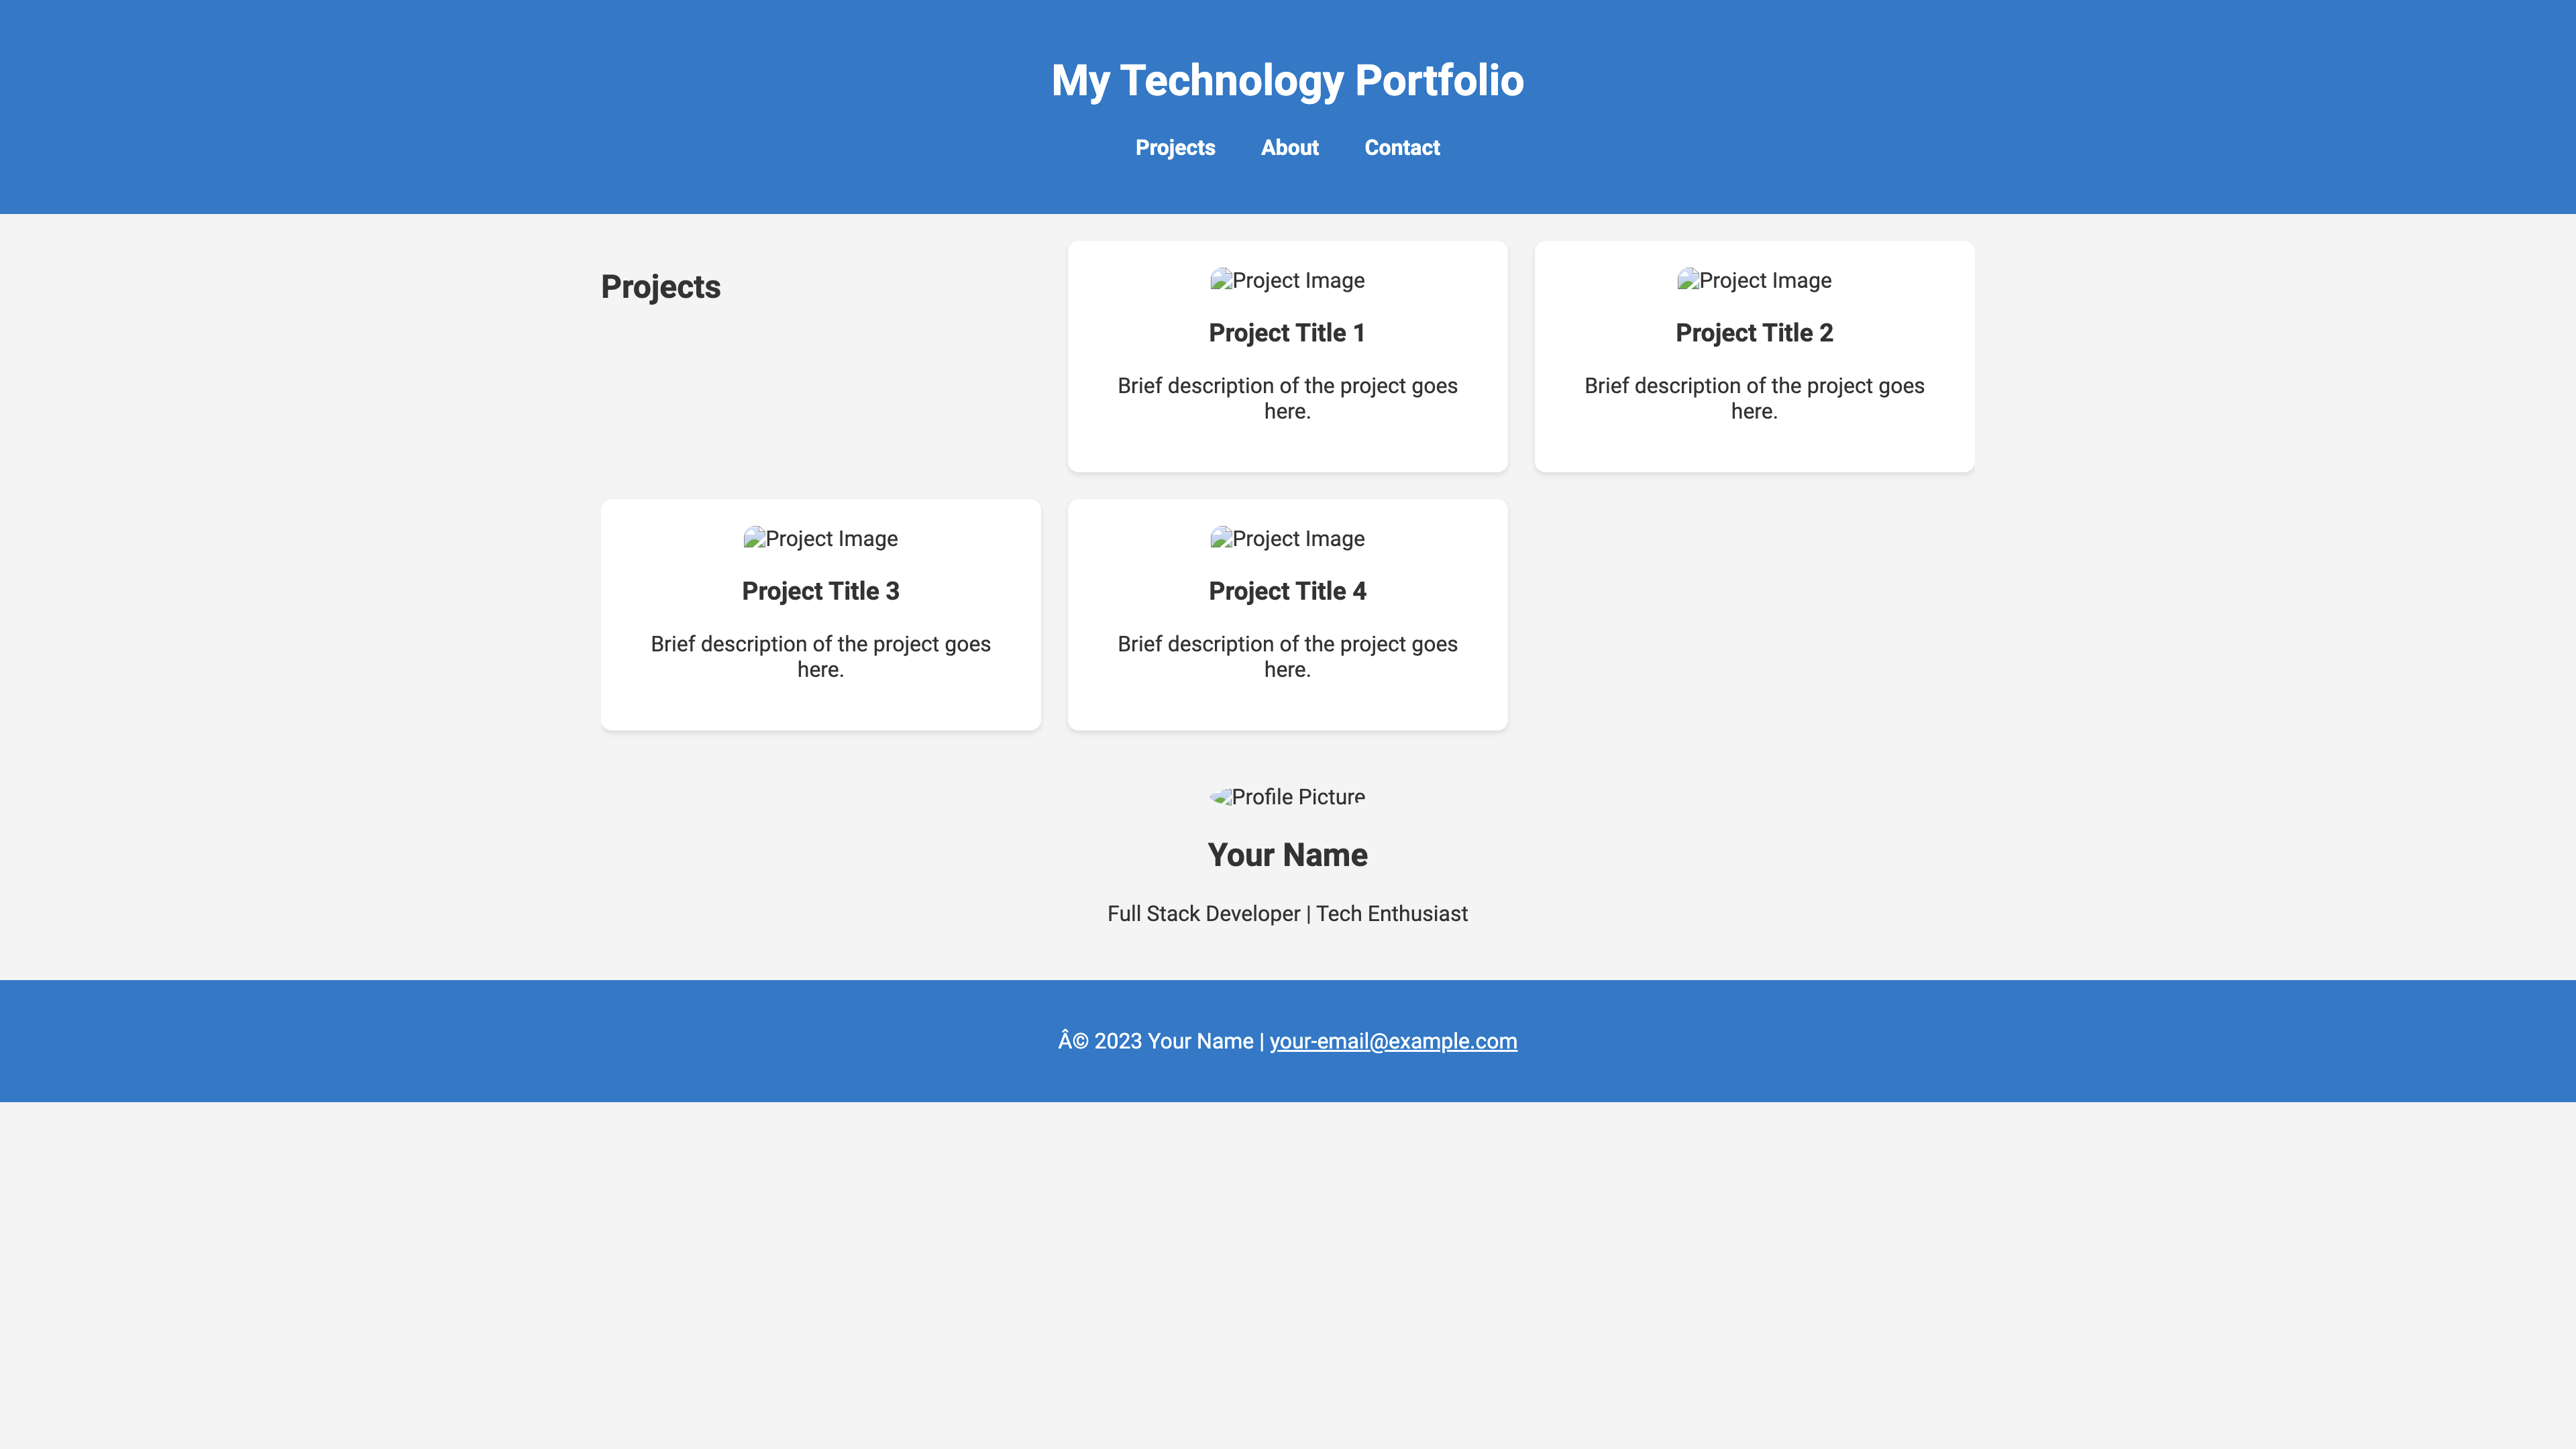 My Technology Portfolio
Projects About Contact
Projects
Project Image
Project Title 1
Brief description of the project goes
here.
Project Image
Project Title 2
Brief description of the project goes
here.
Project Image
Project Title 3
Brief description of the project goes
here.
Project Image
Project Title 4
Brief description of the project goes
here.
Profile Picture
Your Name
Full Stack Developer | Tech Enthusiast
Â© 2023 Your Name | your-email@example.com